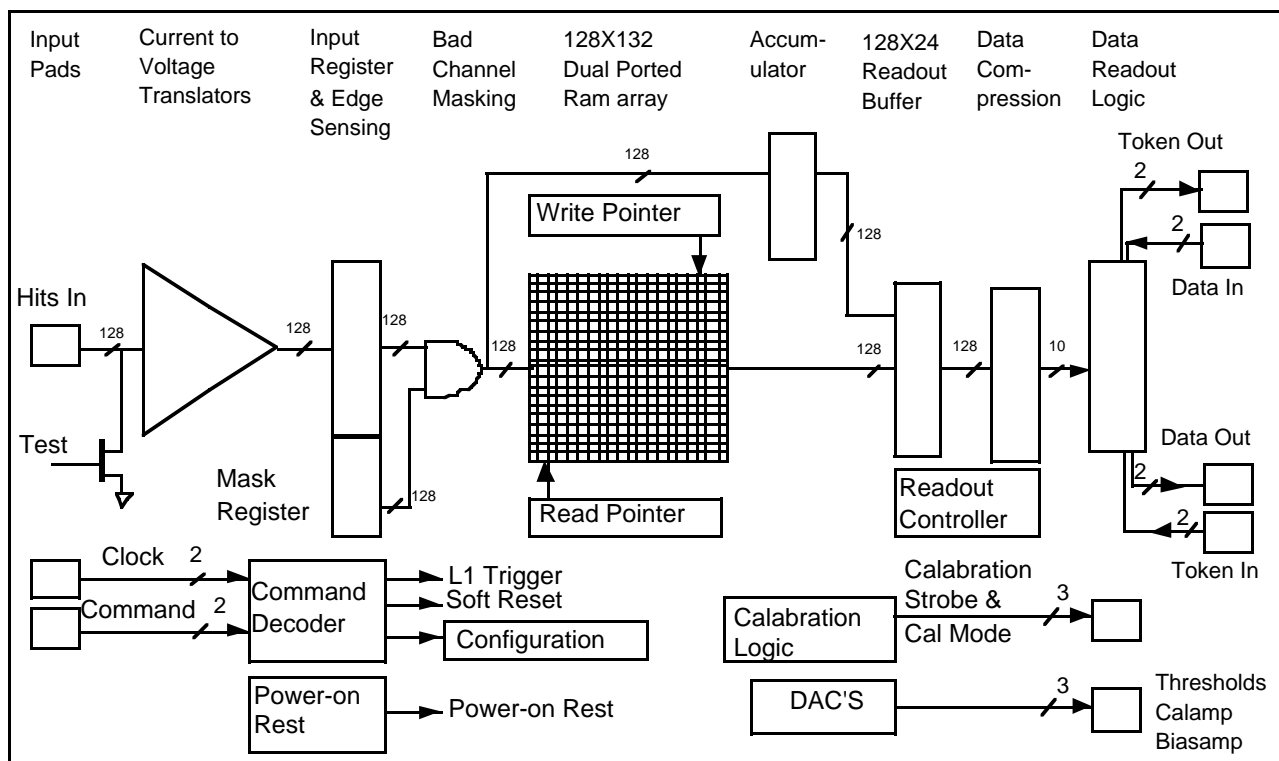 Input
Pads
Current to
Voltage
Translators
Input
Register
& Edge
Sensing
Bad
Channel
Masking
128X132
Dual Ported
Ram array
Accum-
ulator
128X24
Readout
Buffer
Data
Com-
pression
Data
Readout
Logic
Token Out
2
128
Write Pointer
2
128
Data In
Hits In
128
128
128
128
128
128
10
Test
Mask
Register
128
Read Pointer
Readout
Controller
Data Out
2
2
Token In
Clock
2
Command
2
Command
Decoder
L1 Trigger
Soft Reset
Configuration
Calabration
Logic
Calabration
Strobe &
Cal Mode
3
Power-on
Rest
Power-on Rest
DAC'S
3
Thresholds
Calamp
Biasamp